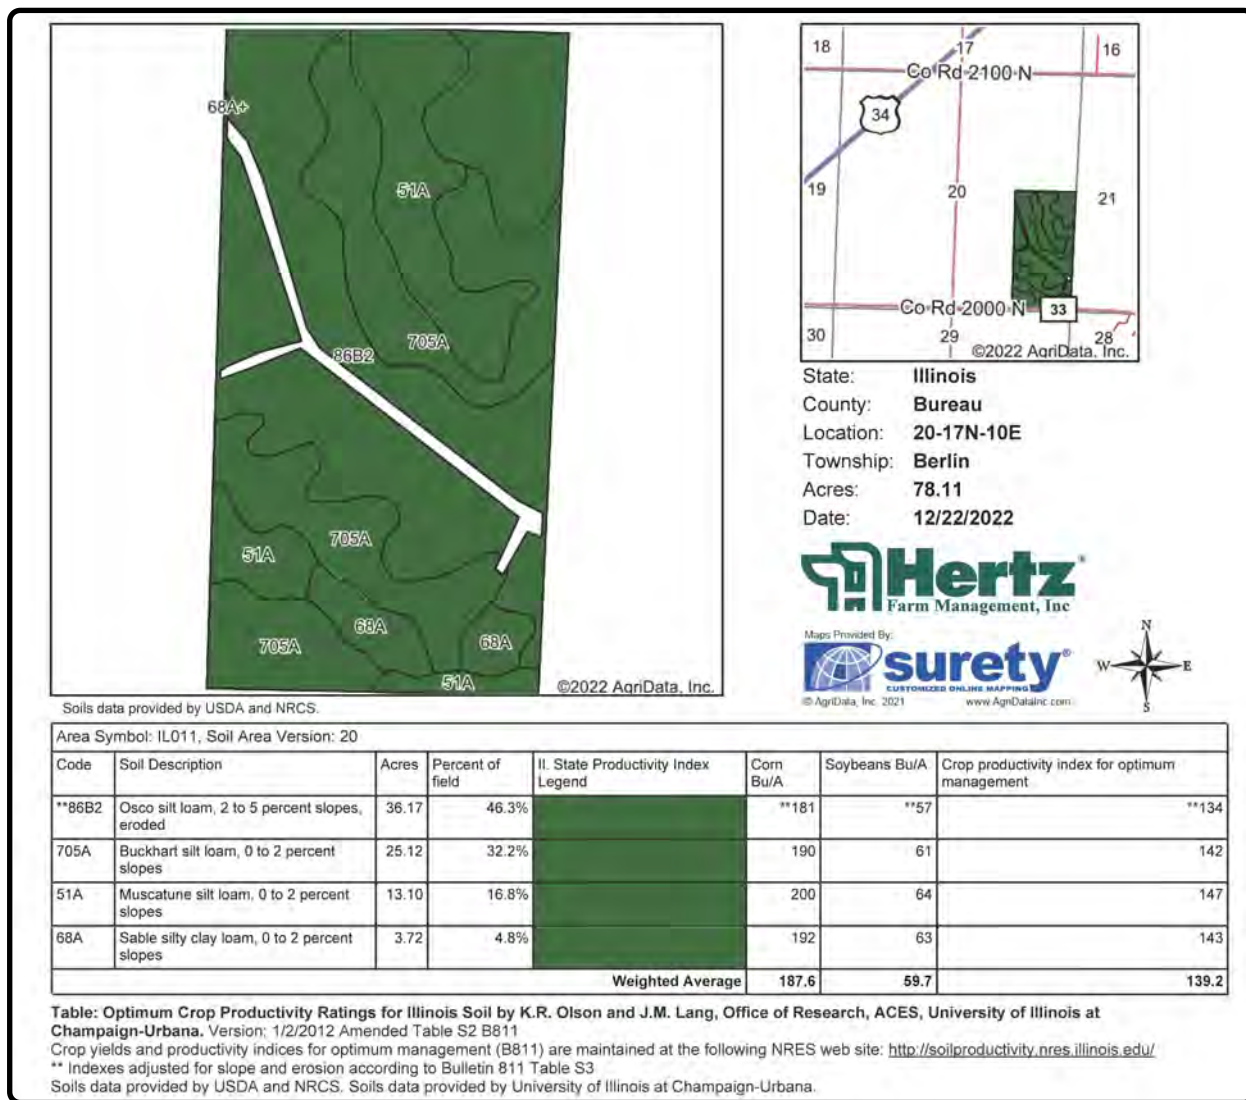 68A+
51A
705A
86B2
705A
51A
68A
68A
705A
51A
©2022 AgriData, Inc.
Soils data provided by USDA and NRCS.
18
17
16
Co Rd 2100 N
34
19
20
21
Co Rd 2000 N
33
30
29
28
©2022 AgriData, Inc.
State: Illinois
County: Bureau
Location: 20-17N-10E
Township: Berlin
Acres: 78.11
Date: 12/22/2022
Hertz®
Farm Management, Inc
Maps Provided By:
surety®
CUSTOMIZED ONLINE MAPPING
© AgriData, Inc. 2021 www.AgriDataInc.com
N
W E
S
Area Symbol: IL011, Soil Area Version: 20
Code Soil Description Acres Percent of field II. State Productivity Index Legend Corn Bu/A Soybeans Bu/A Crop productivity index for optimum management
**86B2 Osco silt loam, 2 to 5 percent slopes, eroded 36.17 46.3% **181 **57 **134
705A Buckhart silt loam, 0 to 2 percent slopes 25.12 32.2% 190 61 142
51A Muscatune silt loam, 0 to 2 percent slopes 13.10 16.8% 200 64 147
68A Sable silty clay loam, 0 to 2 percent slopes 3.72 4.8% 192 63 143
Weighted Average 187.6 59.7 139.2
Table: Optimum Crop Productivity Ratings for Illinois Soil by K.R. Olson and J.M. Lang, Office of Research, ACES, University of Illinois at
Champaign-Urbana. Version: 1/2/2012 Amended Table S2 B811
Crop yields and productivity indices for optimum management (B811) are maintained at the following NRES web site: http://soilproductivity.nres.illinois.edu/
** Indexes adjusted for slope and erosion according to Bulletin 811 Table S3
Soils data provided by USDA and NRCS. Soils data provided by University of Illinois at Champaign-Urbana.